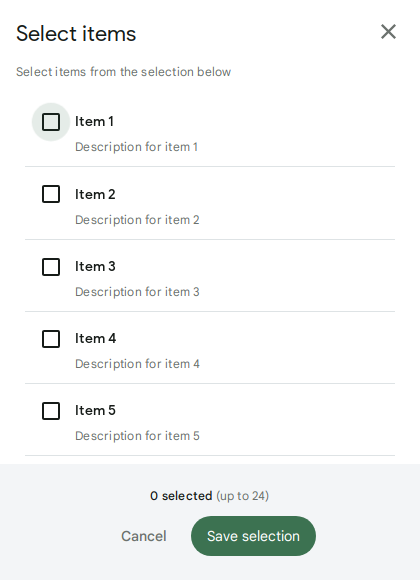 Select items
Select items from the selection below
Item 1
Description for item 1
Item 2
Description for item 2
Item 3
Description for item 3
Item 4
Description for item 4
Item 5
Description for item 5
0 selected (up to 24)
Cancel Save selection